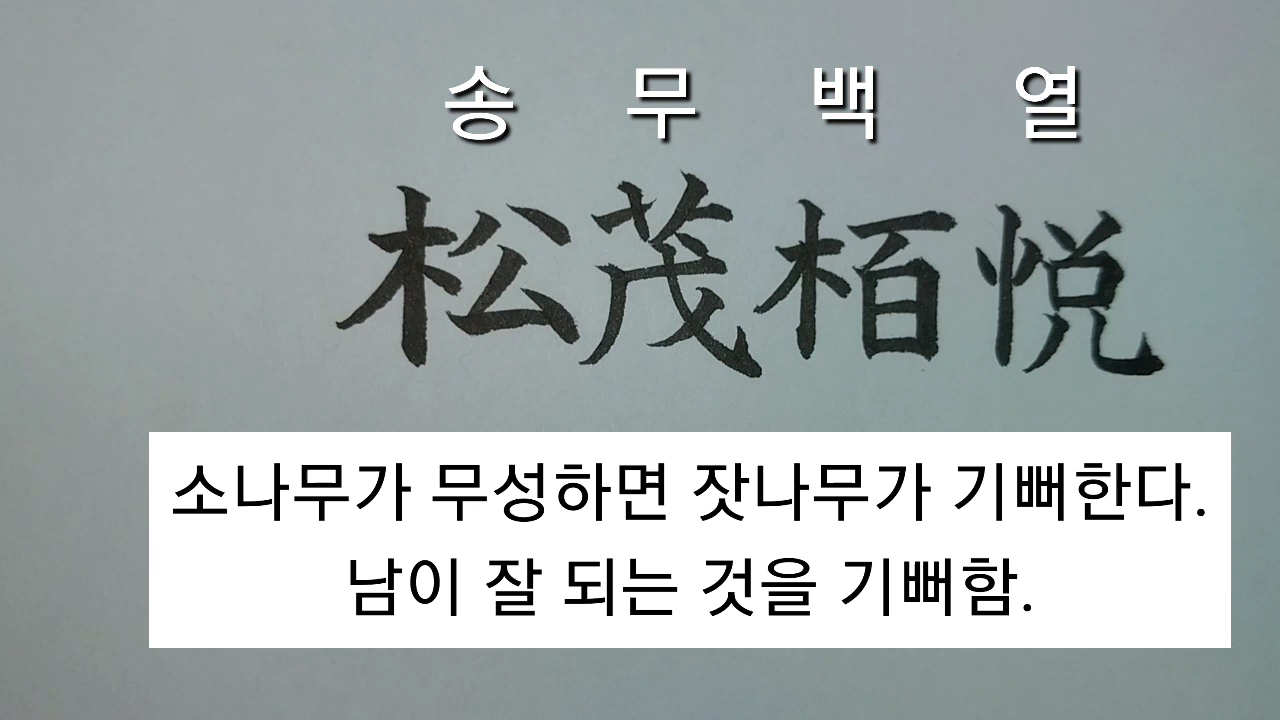 송 무 백 열
松茂栢悦
소나무가 무성하면 잣나무가 기뻐한다.
남이 잘 되는 것을 기뻐함.